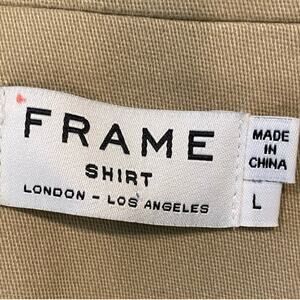 FRAME
SHIRT
LONDON – LOS ANGELES
MADE
IN
CHINA
L